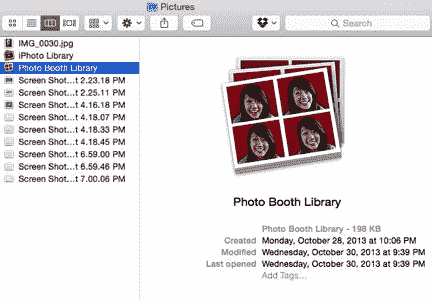 Pictures
Search
IMG_0030.jpg
iPhoto Library
Photo Booth Library
Screen Shot...t 2.23.18 PM
Screen Shot...t 2.25.11 PM
Screen Shot...t 4.16.18 PM
Screen Shot...t 4.18.07 PM
Screen Shot...t 4.18.33 PM
Screen Shot...t 4.18.45 PM
Screen Shot...t 6.59.00 PM
Screen Shot...t 6.59.46 PM
Screen Shot...t 7.00.06 PM
Photo Booth Library
Photo Booth Library - 198 KB
Created Monday, October 28, 2013 at 10:06 PM
Modified Wednesday, October 30, 2013 at 9:39 PM
Last opened Wednesday, October 30, 2013 at 9:39 PM
Add Tags...